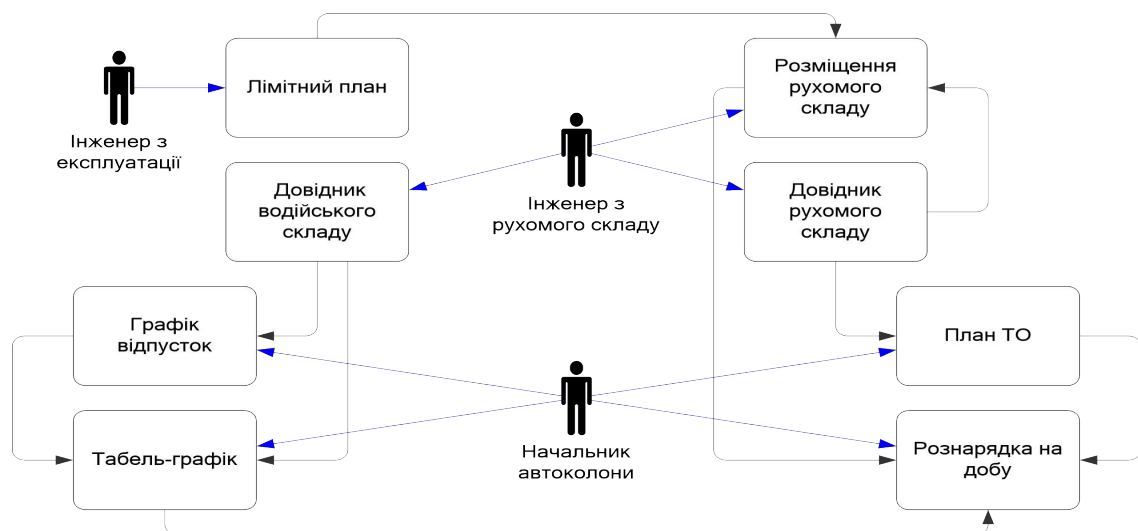 Лімітний план
Розміщення
рухомого
складу
Інженер з
експлуатації
Довідник
водійського
складу
Інженер з
рухомого складу
Довідник
рухомого
складу
Графік
відпусток
План ТО
Табель-графік
Начальник
автоколони
Рознарядка на
добу